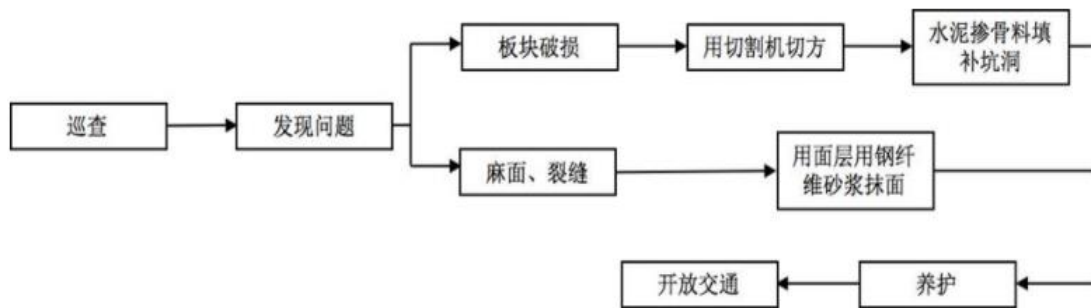 板块破损
用切割机切方
水泥掺骨料填
补坑洞
巡查
发现问题
麻面、裂缝
用面层用钢纤
维砂浆抹面
开放交通
养护